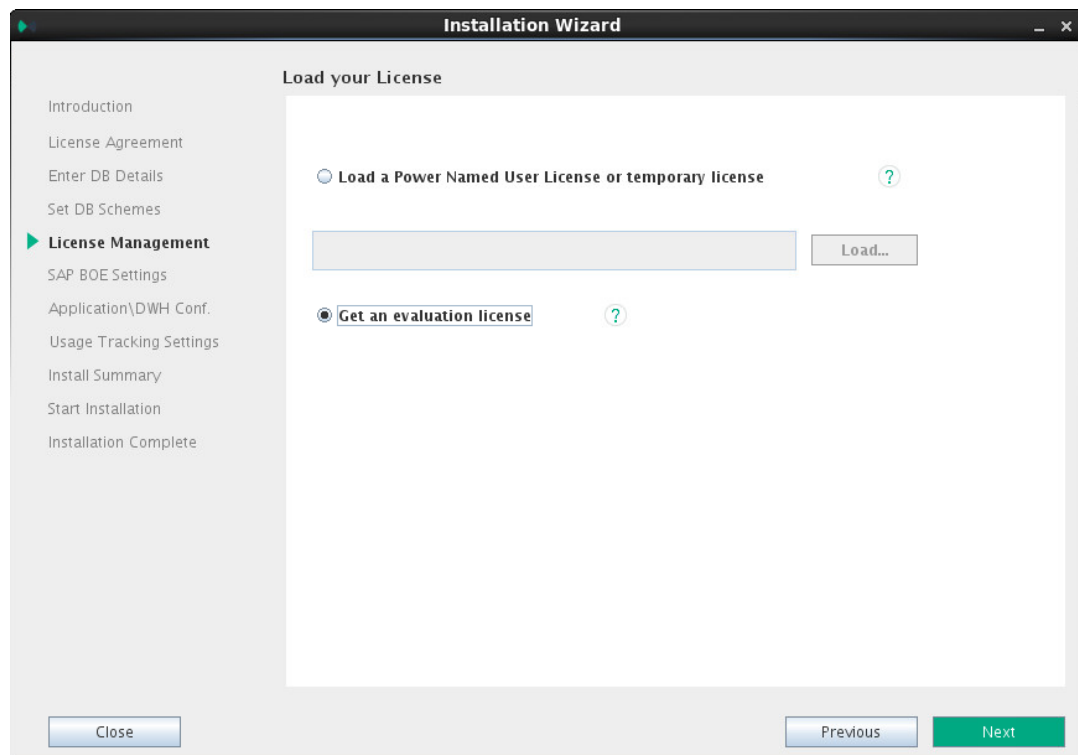 Installation Wizard
Load your License
Introduction
License Agreement
Enter DB Details
Set DB Schemes
License Management
SAP BOE Settings
Application\DWH Conf.
Usage Tracking Settings
Install Summary
Start Installation
Installation Complete
Load a Power Named User License or temporary license ?
Load...
Get an evaluation license ?
Close
Previous
Next